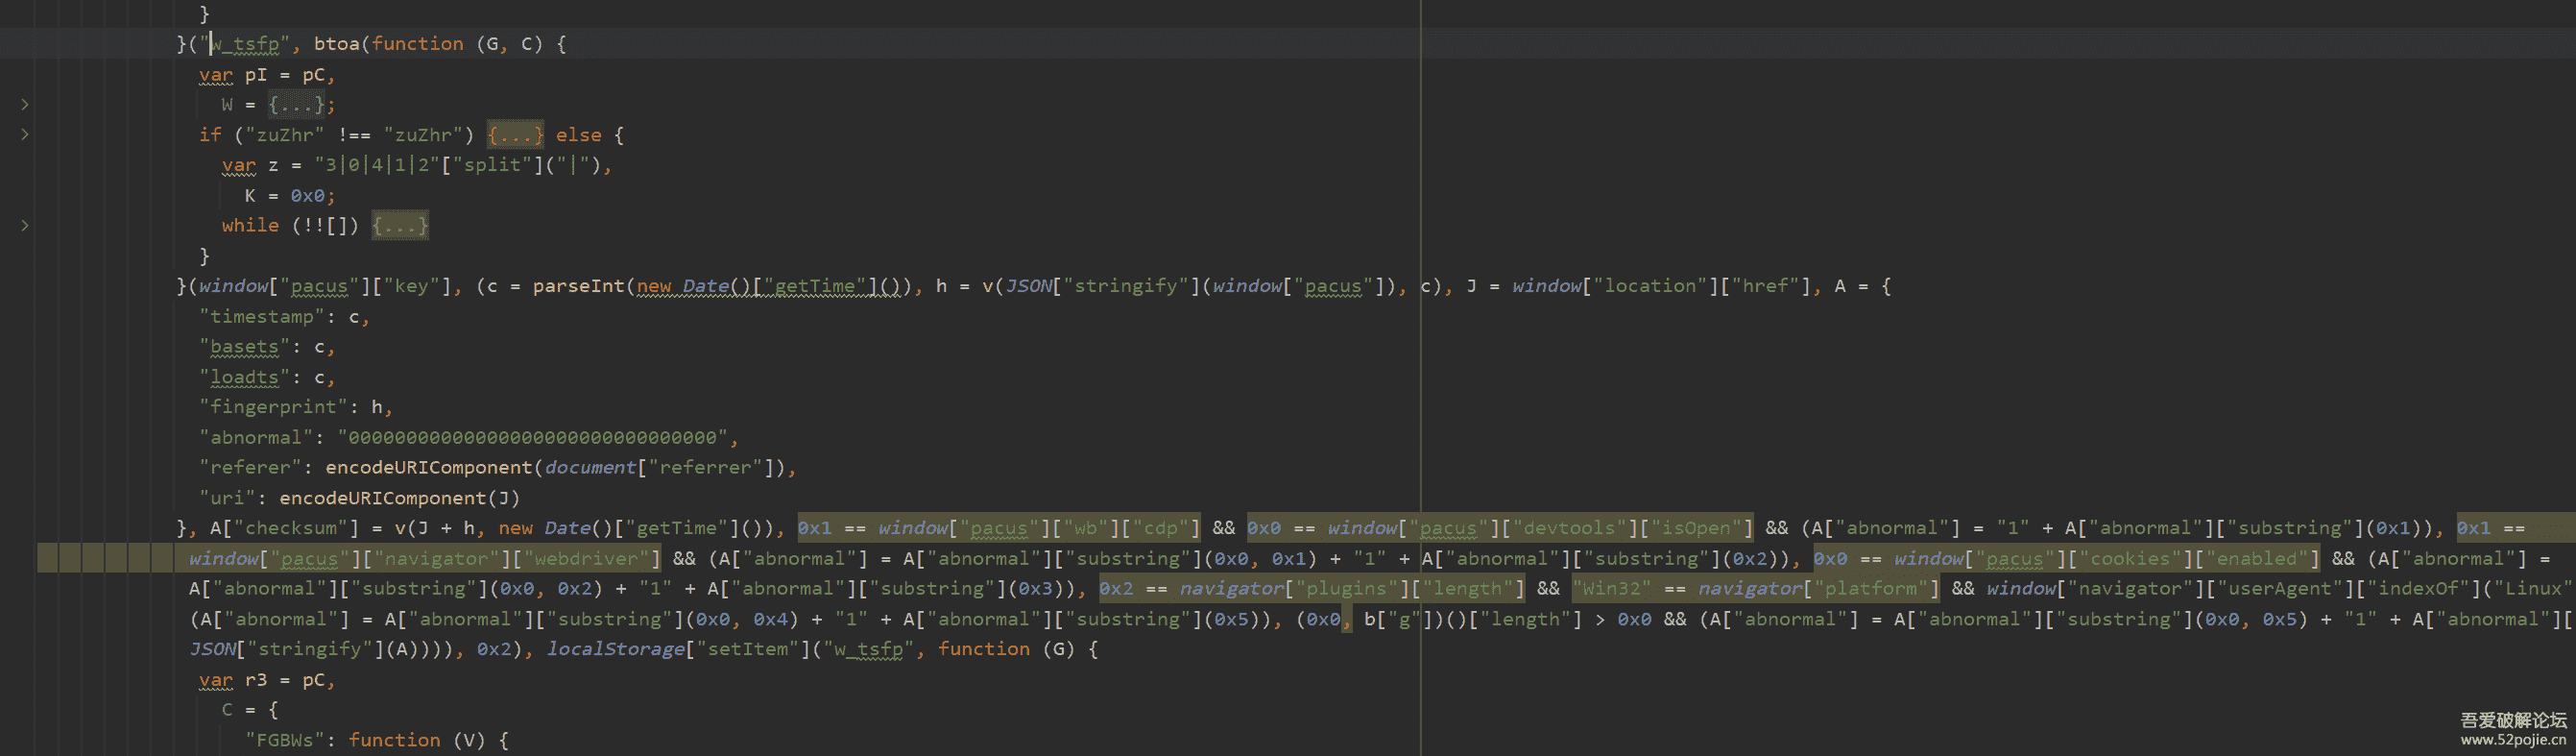 }
}("w_tsfp", btoa(function (G, C) {
var pI = pC,
W = {...};
if ("zuZhr" !== "zuZhr") {...} else {
var z = "3|0|4|1|2"["split"]("|"),
K = 0x0;
while (!![]) {...}
}
}(window["pacus"]["key"], (c = parseInt(new Date()["getTime"]()), h = v(JSON["stringify"](window["pacus"]), c), J = window["location"]["href"], A = {
"timestamp": c,
"basets": c,
"loadts": c,
"fingerprint": h,
"abnormal": "00000000000000000000000000000000",
"referer": encodeURIComponent(document["referrer"]),
"uri": encodeURIComponent(J)
}, A["checksum"] = v(J + h, new Date()["getTime"]()), 0x1 == window["pacus"]["wb"]["cdp"] && 0x0 == window["pacus"]["devtools"]["isOpen"] && (A["abnormal"] = "1" + A["abnormal"]["substring"](0x1)), 0x1 ==
window["pacus"]["navigator"]["webdriver"] && (A["abnormal"] = A["abnormal"]["substring"](0x0, 0x1) + "1" + A["abnormal"]["substring"](0x2)), 0x0 == window["pacus"]["cookies"]["enabled"] && (A["abnormal"] =
A["abnormal"]["substring"](0x0, 0x2) + "1" + A["abnormal"]["substring"](0x3)), 0x2 == navigator["plugins"]["length"] && "Win32" == navigator["platform"] && window["navigator"]["userAgent"]["indexOf"]("Linux"
(A["abnormal"] = A["abnormal"]["substring"](0x0, 0x4) + "1" + A["abnormal"]["substring"](0x5)), (0x0, b["g"])()["length"] > 0x0 && (A["abnormal"] = A["abnormal"]["substring"](0x0, 0x5) + "1" + A["abnormal"][
JSON["stringify"](A)))), 0x2), localStorage["setItem"]("w_tsfp", function (G) {
var r3 = pC,
C = {
"FGBWs": function (V) {
吾爱破解论坛
www.52pojie.cn